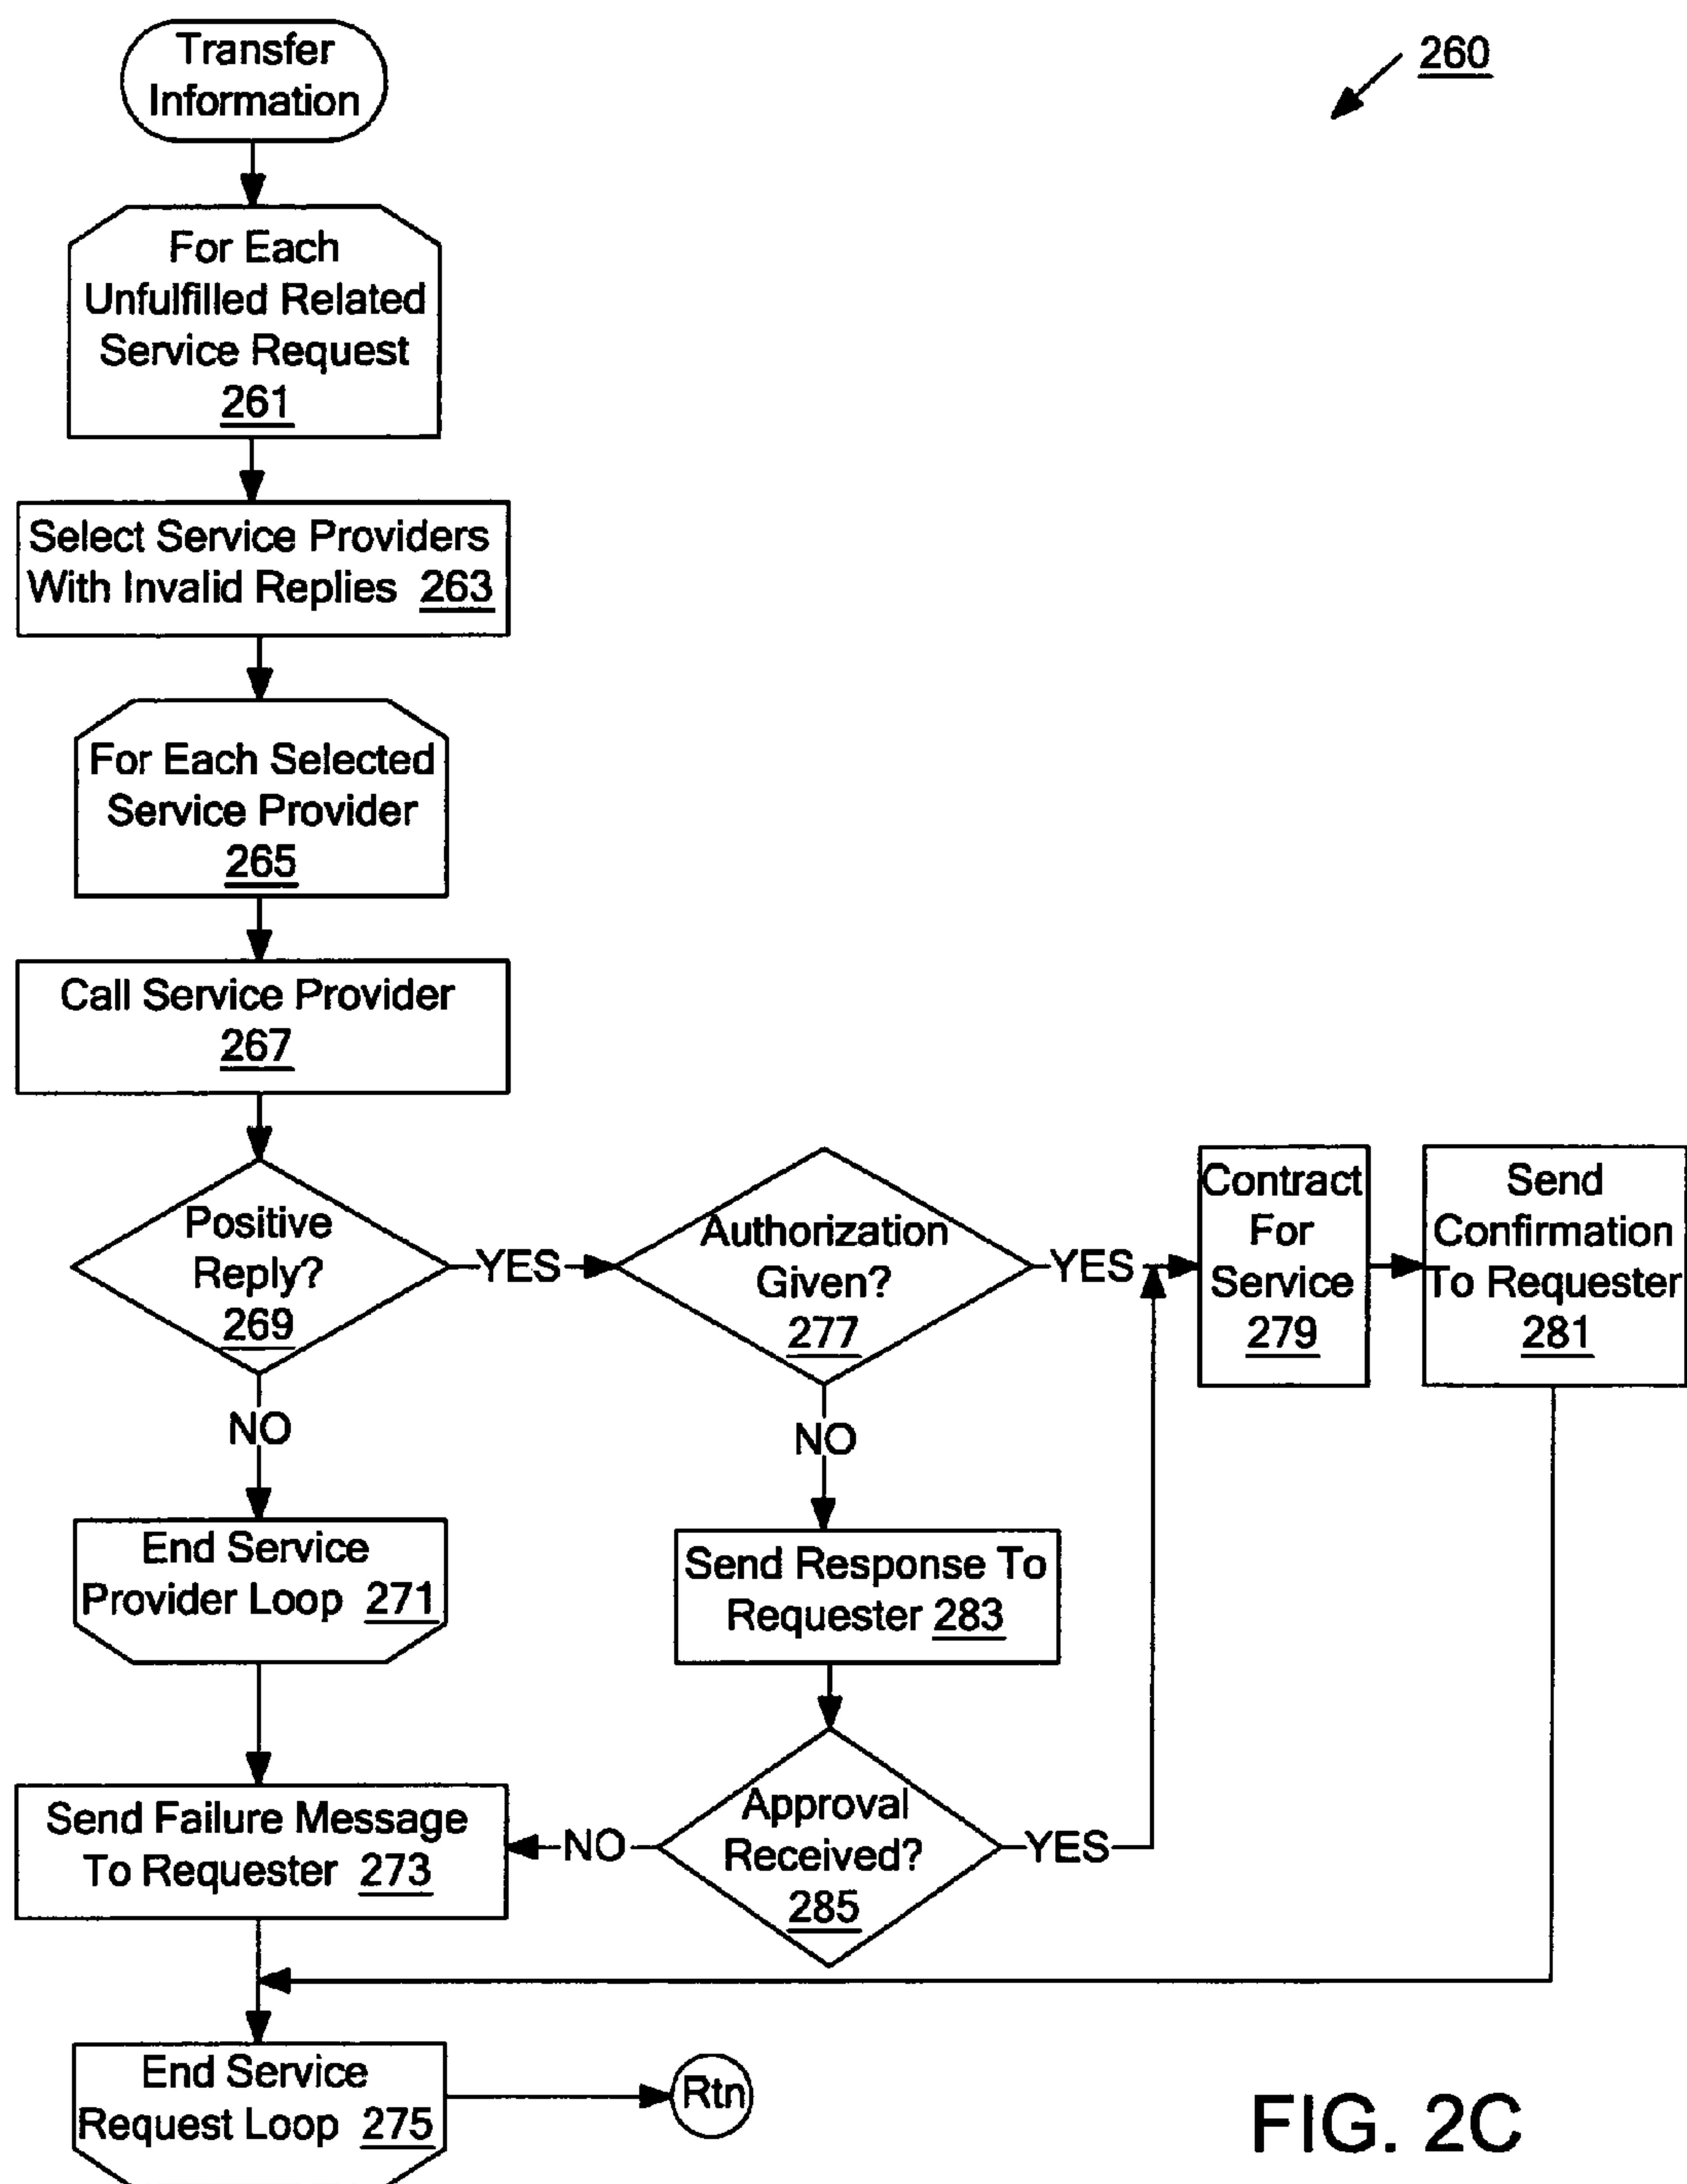 Transfer
Information
260
For Each
Unfulfilled Related
Service Request
261
Select Service Providers
With Invalid Replies 263
For Each Selected
Service Provider
265
Call Service Provider
267
Positive
Reply?
269
YES
Authorization
Given?
277
YES
Contract
For
Service
279
Send
Confirmation
To Requester
281
NO
NO
End Service
Provider Loop 271
Send Response To
Requester 283
Send Failure Message
To Requester 273
NO
Approval
Received?
285
YES
End Service
Request Loop 275
Rtn
FIG. 2C